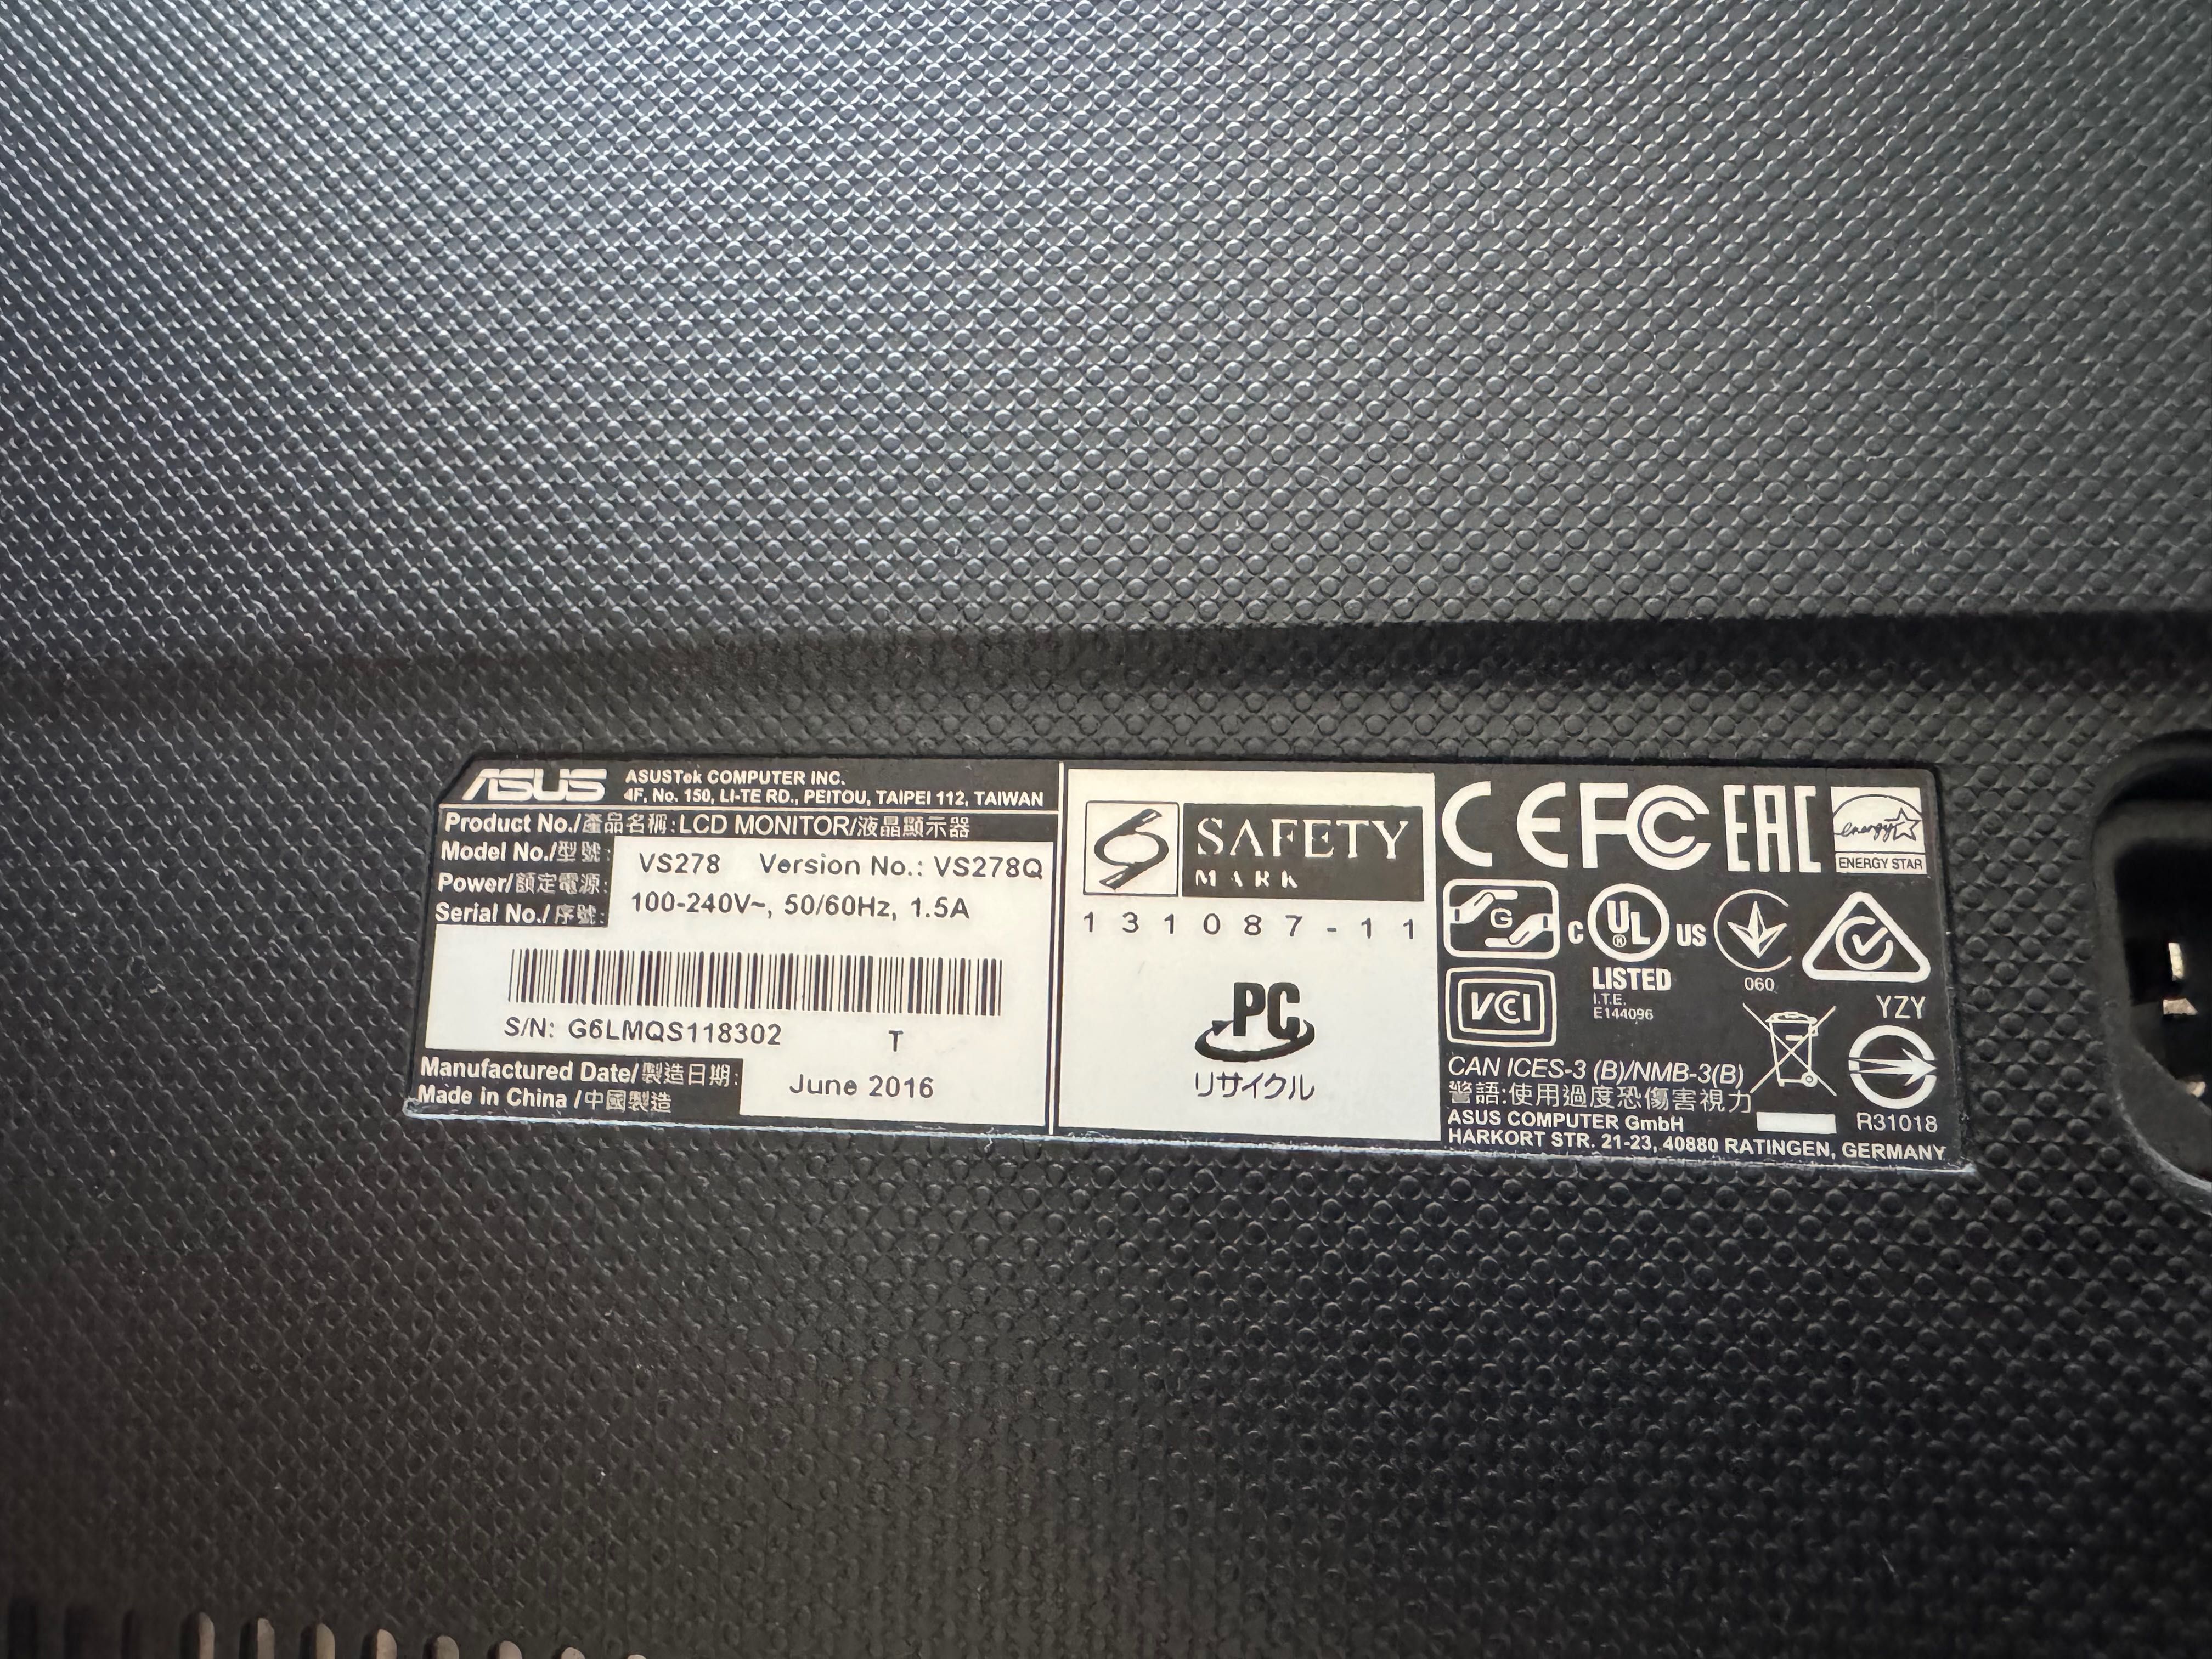 ASUS
ASUSTek COMPUTER INC.
4F, No. 150, LI-TE RD., PEITOU, TAIPEI 112, TAIWAN
Product No./產品名稱: LCD MONITOR/液晶顯示器
Model No./型號: VS278 Version No.: VS278Q
Power/額定電源: 100-240V~, 50/60Hz, 1.5A
Serial No./序號:
S/N: G6LMQS118302 T
Manufactured Date/製造日期: June 2016
Made in China /中國製造
SAFETY
MARK
131087-11
PC
リサイクル
CE FC EAC
energy
ENERGY STAR
G
C UL® US
LISTED
I.T.E.
E144096
060
VCCI
YZY
CAN ICES-3 (B)/NMB-3(B)
警語:使用過度恐傷害視力
R31018
ASUS COMPUTER GmbH
HARKORT STR. 21-23, 40880 RATINGEN, GERMANY